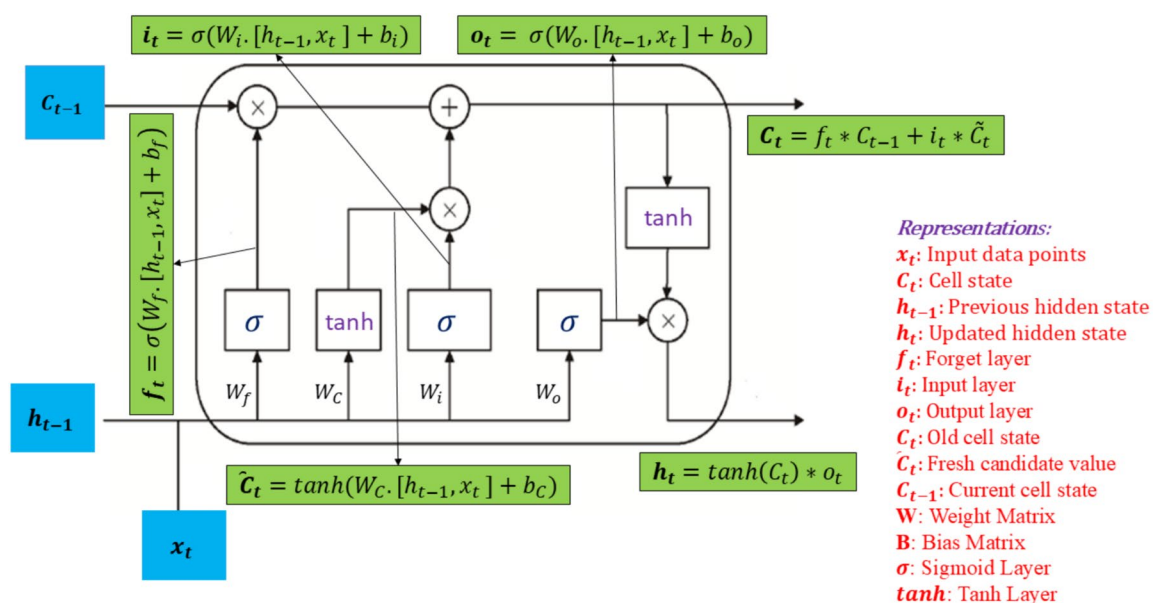 𝒊ₜ = σ(Wᵢ. [hₜ₋₁, xₜ ] + bᵢ)
𝒐ₜ = σ(Wₒ. [hₜ₋₁, xₜ ] + bₒ)
Cₜ₋₁
×
+
Cₜ = fₜ ∗ Cₜ₋₁ + iₜ ∗ C̃ₜ
fₜ = σ(W_f. [hₜ₋₁, xₜ] + b_f)
×
tanh
σ
tanh
σ
σ
×
W_f
W_C
Wᵢ
Wₒ
hₜ₋₁
Ĉₜ = tanh(W_C. [hₜ₋₁, xₜ ] + b_C)
hₜ = tanh(Cₜ) ∗ oₜ
xₜ
Representations:
xₜ: Input data points
Cₜ: Cell state
hₜ₋₁: Previous hidden state
hₜ: Updated hidden state
fₜ: Forget layer
iₜ: Input layer
oₜ: Output layer
Cₜ: Old cell state
Ĉₜ: Fresh candidate value
Cₜ₋₁: Current cell state
W: Weight Matrix
B: Bias Matrix
σ: Sigmoid Layer
tanh: Tanh Layer